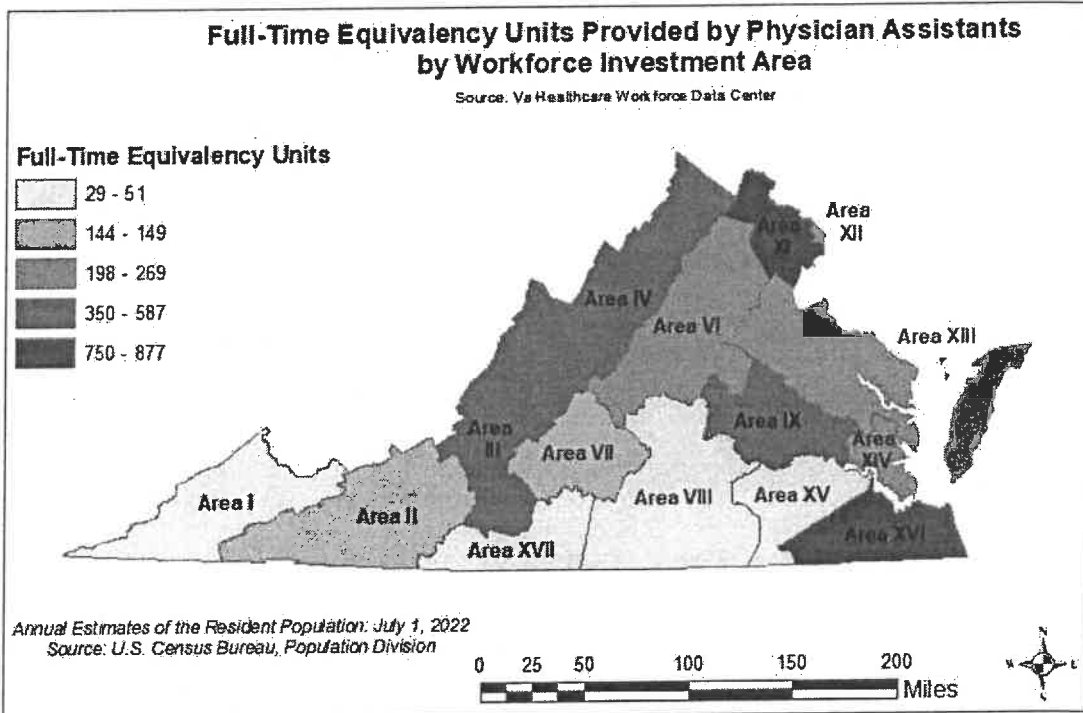 Full-Time Equivalency Units Provided by Physician Assistants
by Workforce Investment Area
Source: Va Healthcare Workforce Data Center
Full-Time Equivalency Units
29 - 51
144 - 149
198 - 269
350 - 587
750 - 877
Area
XII
Area
XI
Area IV
Area VI
Area XIII
Area
III
Area IX
Area VII
Area
XIV
Area I
Area II
Area VIII
Area XV
Area XVII
Area XVI
Annual Estimates of the Resident Population: July 1, 2022
Source: U.S. Census Bureau, Population Division
0 25 50 100 150 200
Miles
N
W E
S